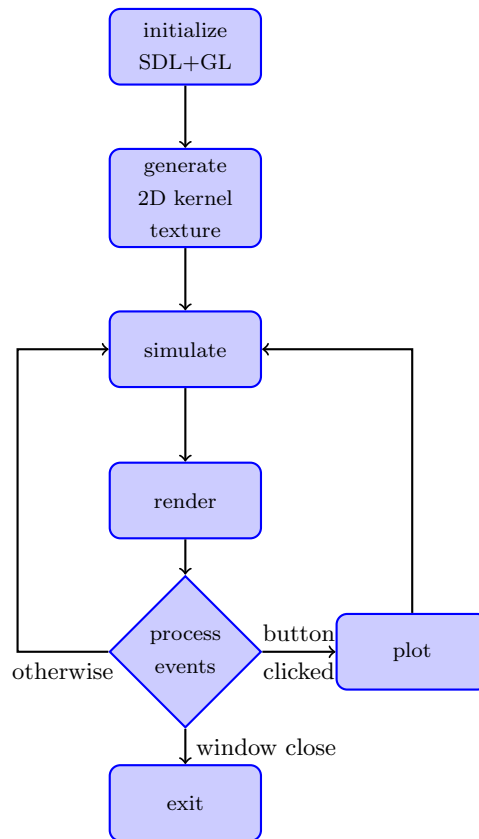 initialize
SDL+GL
generate
2D kernel
texture
simulate
render
process
events
button
clicked
plot
otherwise
window close
exit